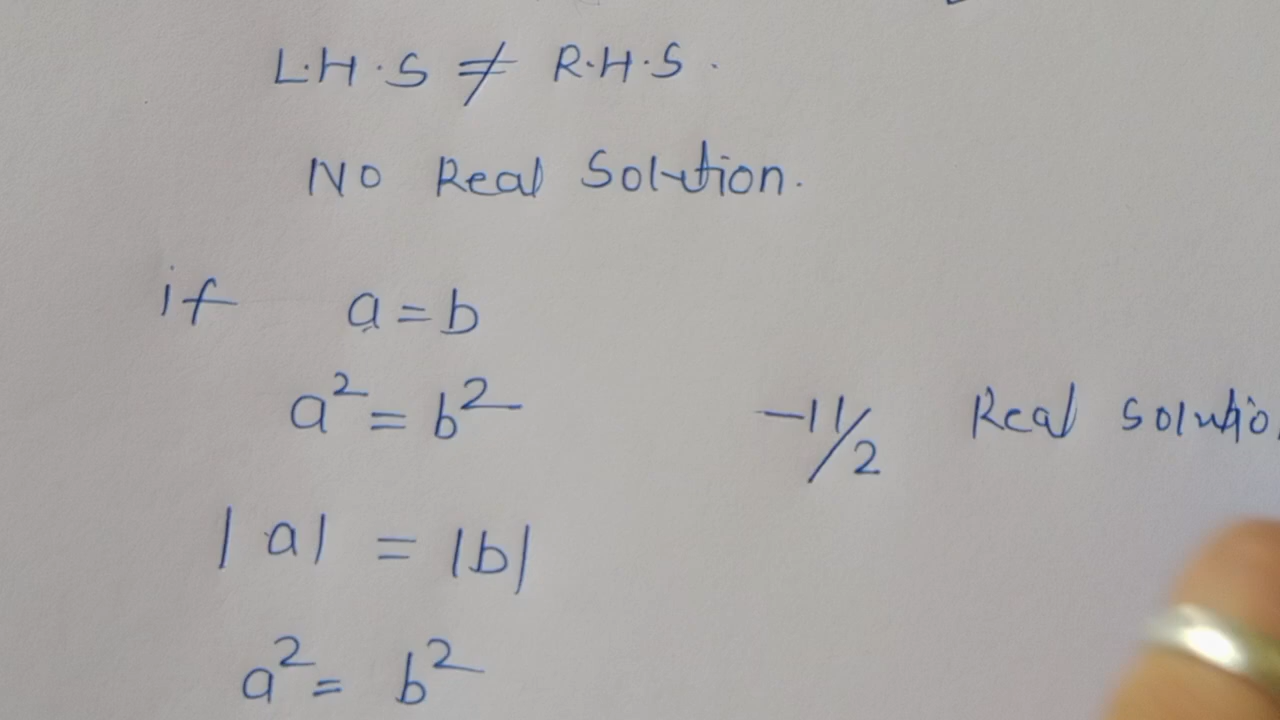 L.H.S ≠ R.H.S.
No Real Solution.
if a = b
a² = b²
-11/2 Real solutio
|a| = |b|
a² = b²